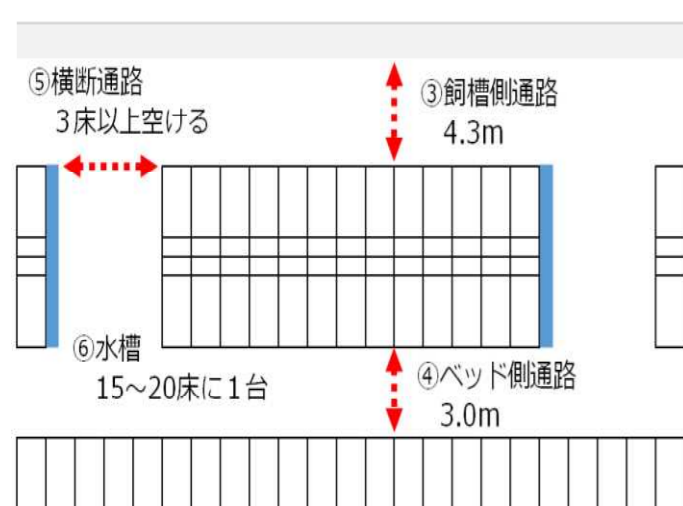 ⑤横断通路
3床以上空ける
③飼槽側通路
4.3m
⑥水槽
15～20床に1台
④ベッド側通路
3.0m